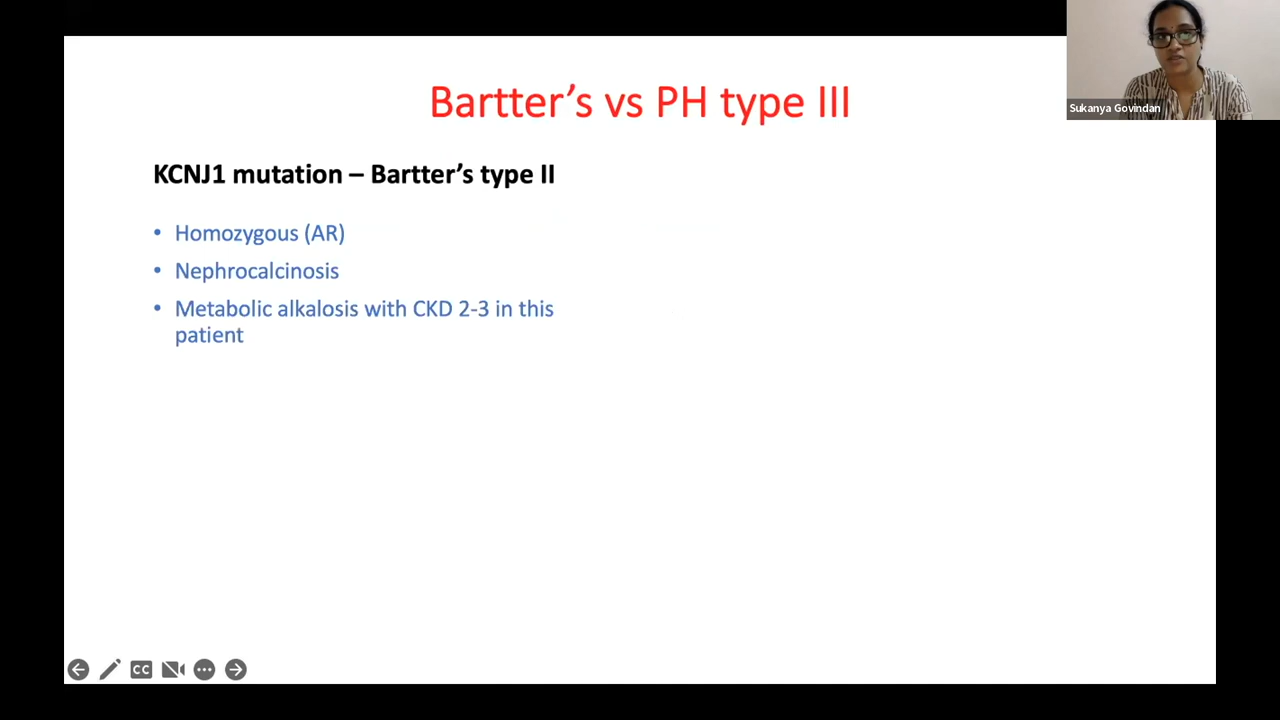 Sukanya Govindan
Bartter's vs PH type III
KCNJ1 mutation – Bartter's type II
• Homozygous (AR)
• Nephrocalcinosis
• Metabolic alkalosis with CKD 2-3 in this
patient
CC